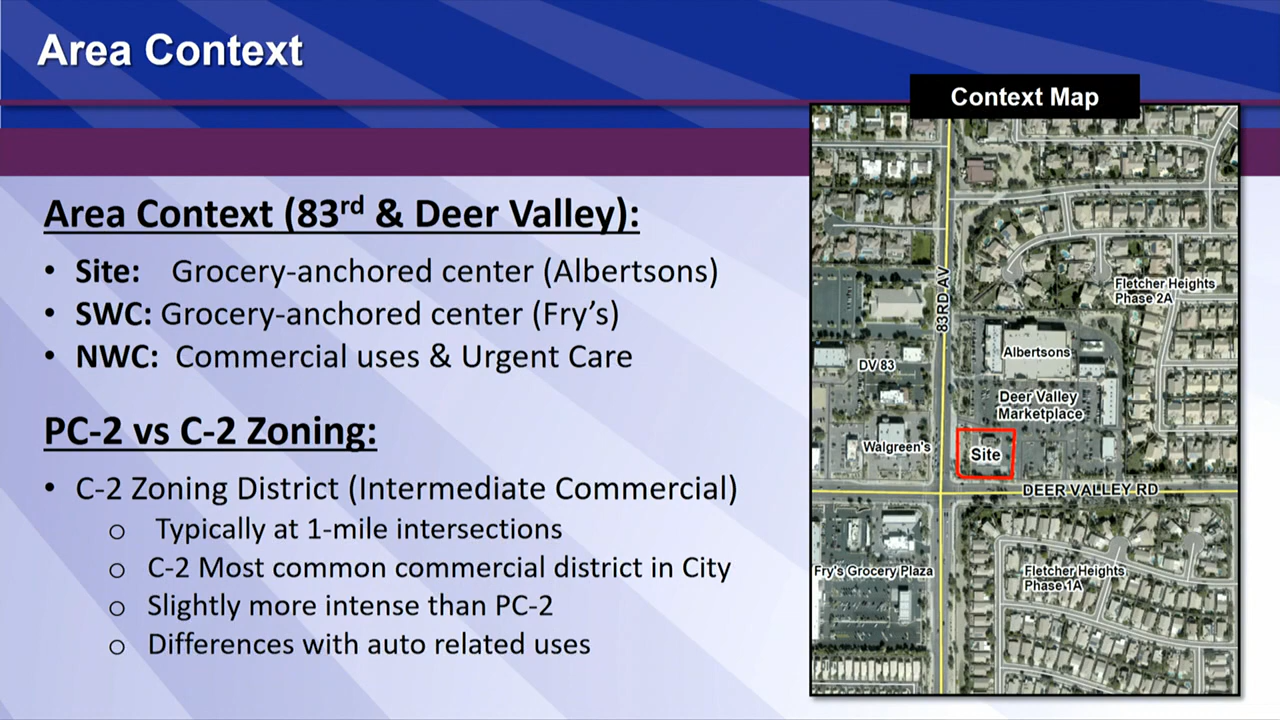 Area Context
Context Map
Area Context (83rd & Deer Valley):
• Site: Grocery-anchored center (Albertsons)
• SWC: Grocery-anchored center (Fry's)
• NWC: Commercial uses & Urgent Care
PC-2 vs C-2 Zoning:
• C-2 Zoning District (Intermediate Commercial)
o Typically at 1-mile intersections
o C-2 Most common commercial district in City
o Slightly more intense than PC-2
o Differences with auto related uses
83RD AV
Fletcher Heights
Phase 2A
Albertsons
DV 83
Deer Valley
Marketplace
Walgreen's
Site
DEER VALLEY RD
Fry's Grocery Plaza
Fletcher Heights
Phase 1A